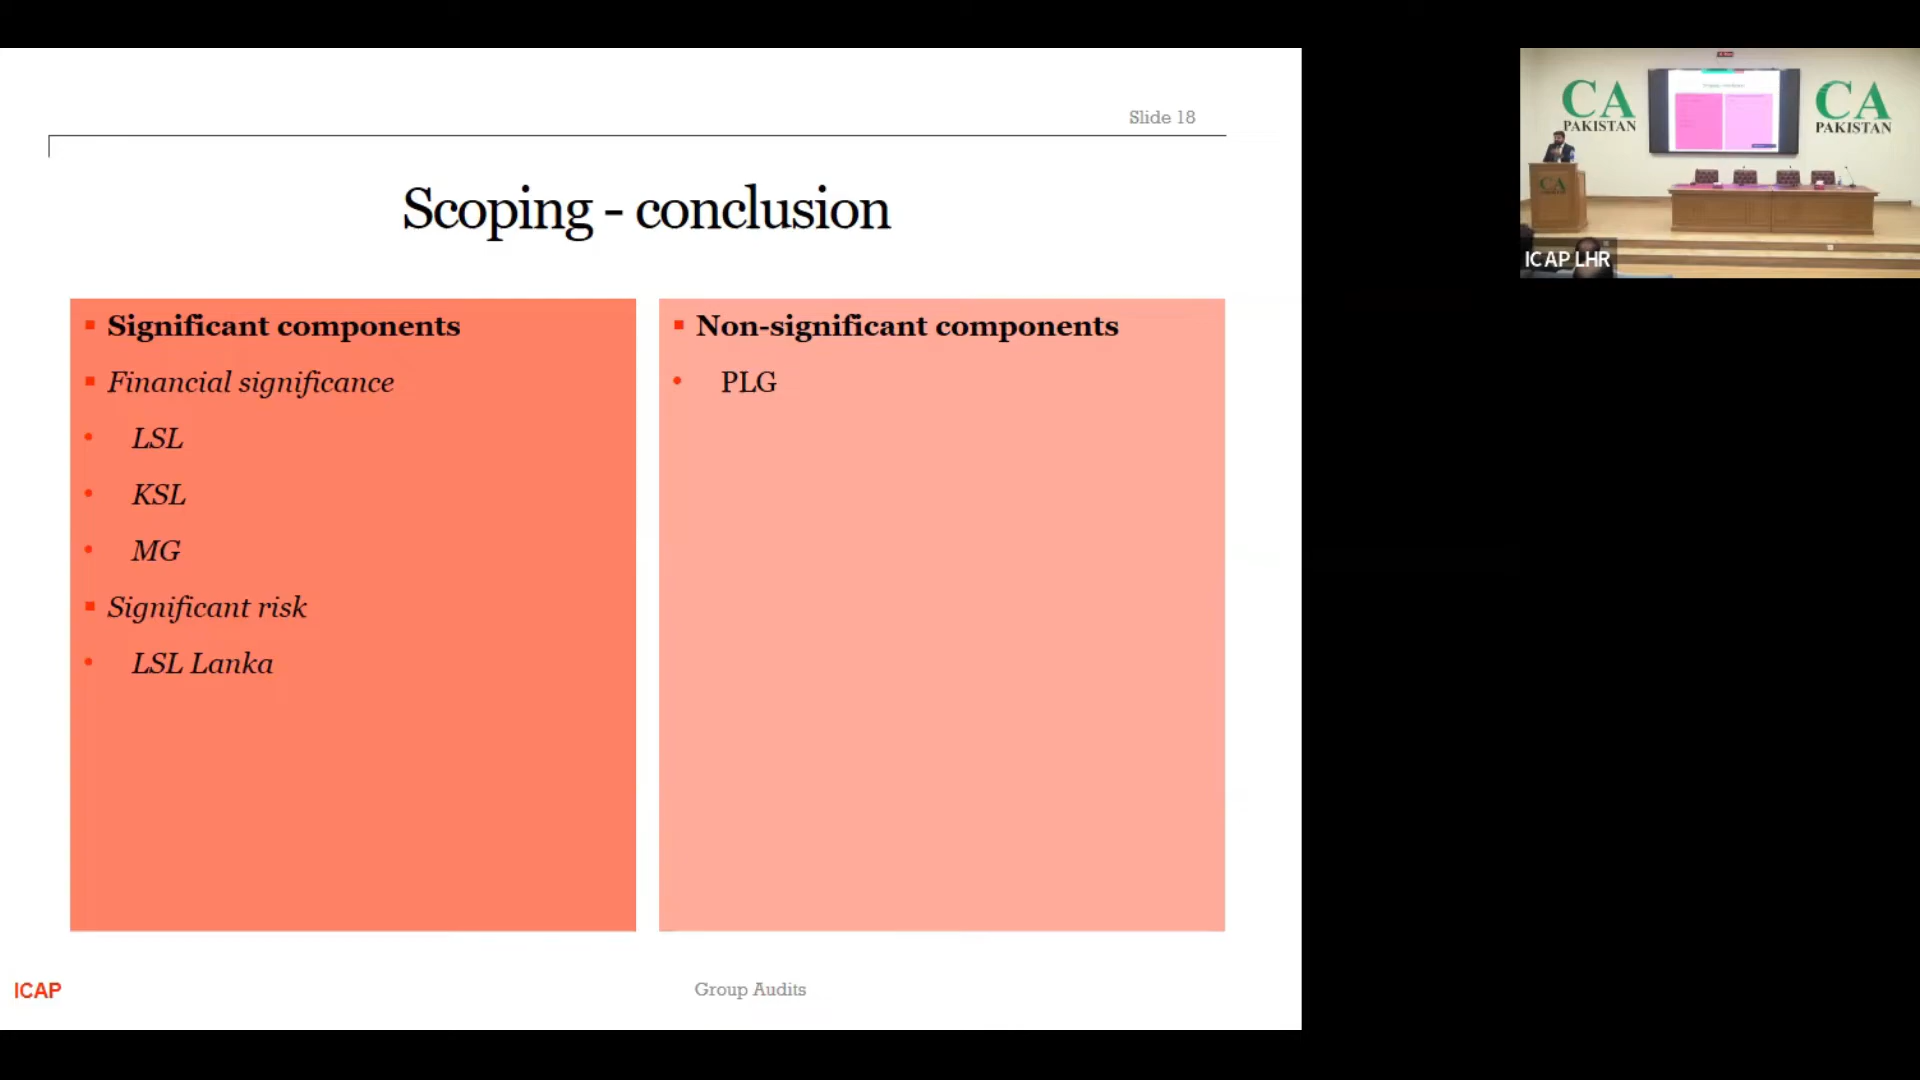 Slide 18
Scoping - conclusion
Significant components
Financial significance
LSL
KSL
MG
Significant risk
LSL Lanka
Non-significant components
PLG
ICAP
Group Audits
CA
PAKISTAN
CA
PAKISTAN
CA
ICAP LHR